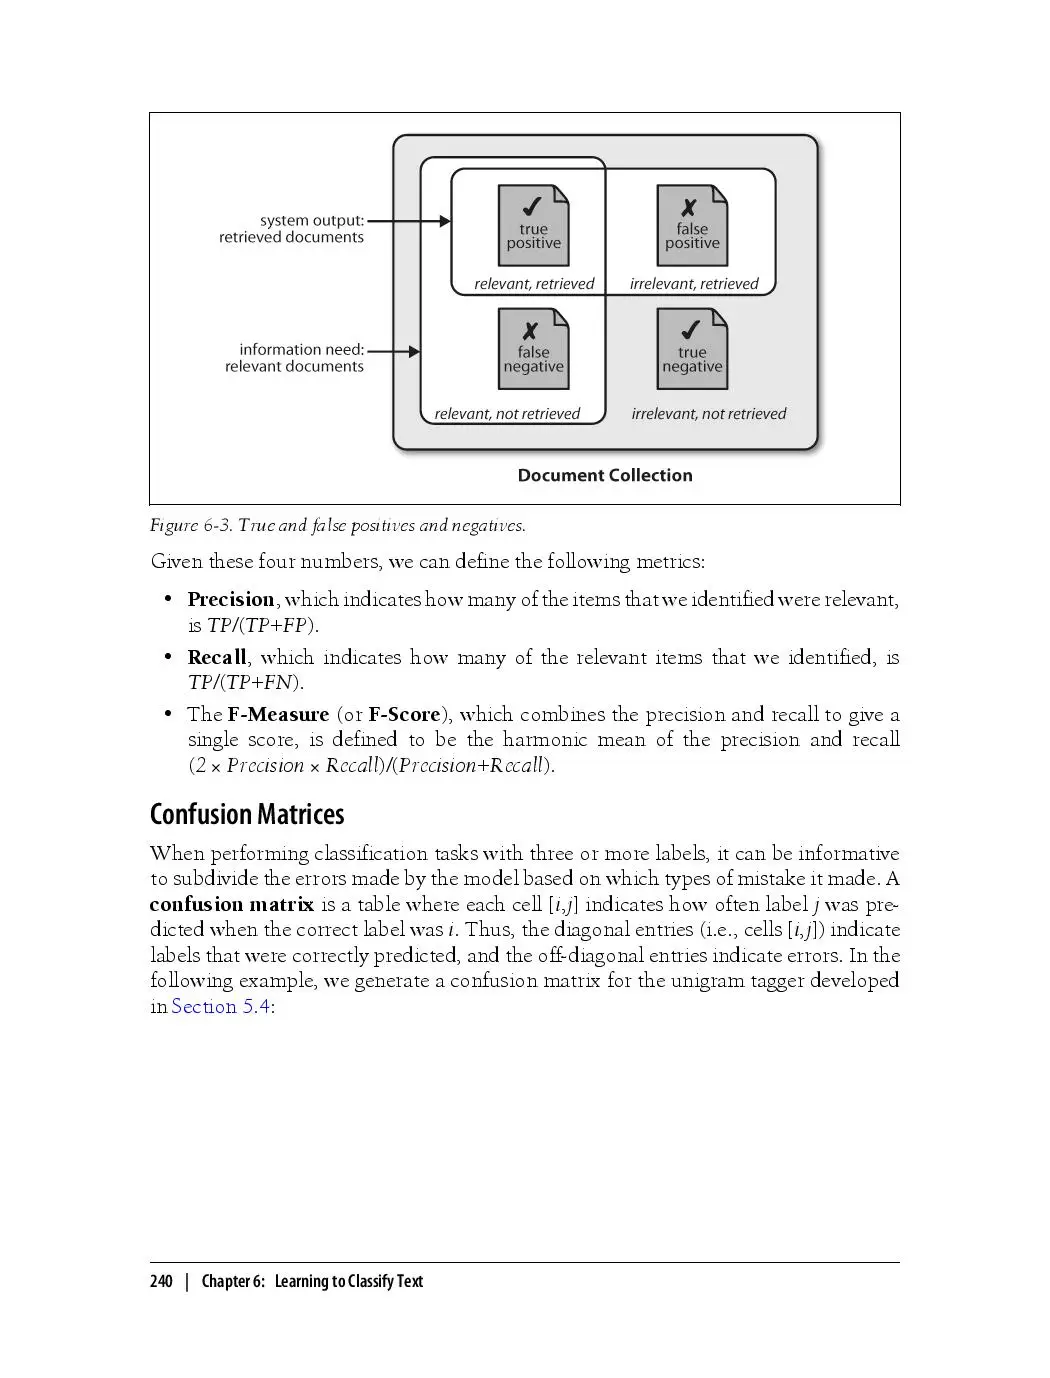 ✓
true
positive
✗
false
positive
system output:
retrieved documents
relevant, retrieved
irrelevant, retrieved
✗
false
negative
✓
true
negative
information need:
relevant documents
relevant, not retrieved
irrelevant, not retrieved
Document Collection
Figure 6-3. True and false positives and negatives.
Given these four numbers, we can define the following metrics:
• Precision, which indicates how many of the items that we identified were relevant,
is TP/(TP+FP).
• Recall, which indicates how many of the relevant items that we identified, is
TP/(TP+FN).
• The F-Measure (or F-Score), which combines the precision and recall to give a
single score, is defined to be the harmonic mean of the precision and recall
(2 × Precision × Recall)/(Precision+Recall).
Confusion Matrices
When performing classification tasks with three or more labels, it can be informative
to subdivide the errors made by the model based on which types of mistake it made. A
confusion matrix is a table where each cell [i,j] indicates how often label j was pre-
dicted when the correct label was i. Thus, the diagonal entries (i.e., cells [i,j]) indicate
labels that were correctly predicted, and the off-diagonal entries indicate errors. In the
following example, we generate a confusion matrix for the unigram tagger developed
in Section 5.4:
240 | Chapter 6: Learning to Classify Text